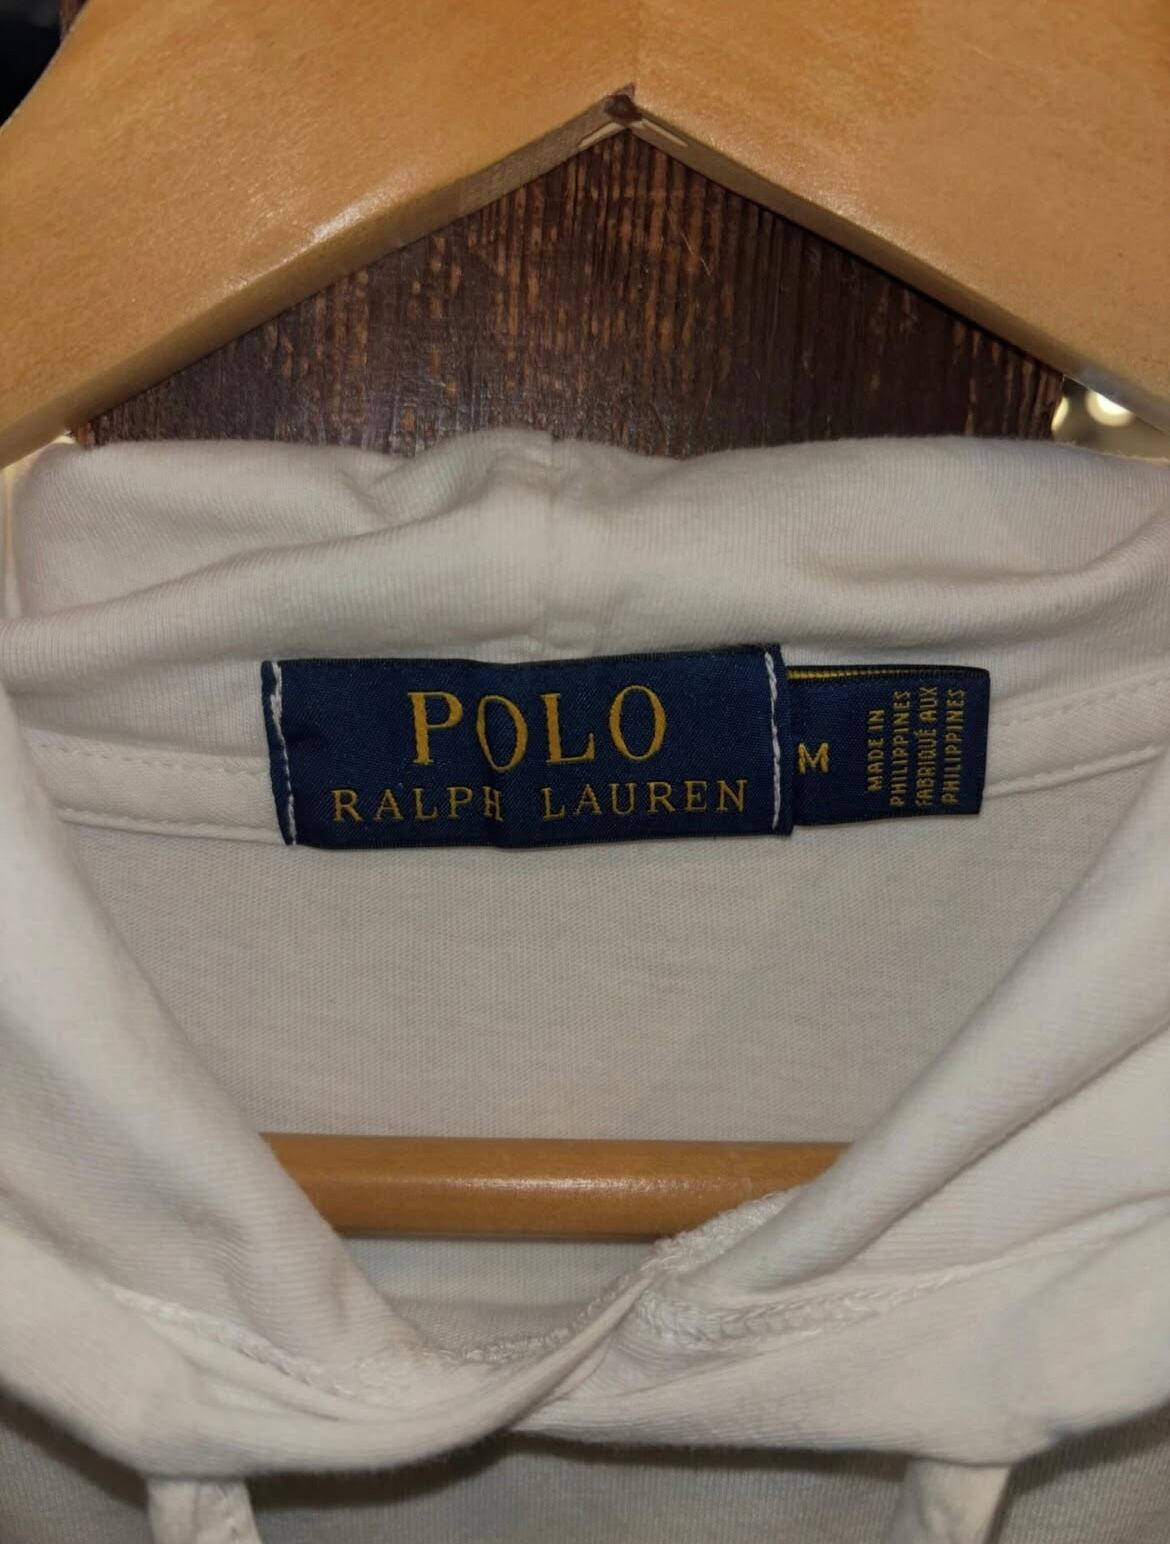 POLO
RALPH LAUREN
M
MADE IN
PHILIPPINES
FABRIQUÉ AUX
PHILIPPINES